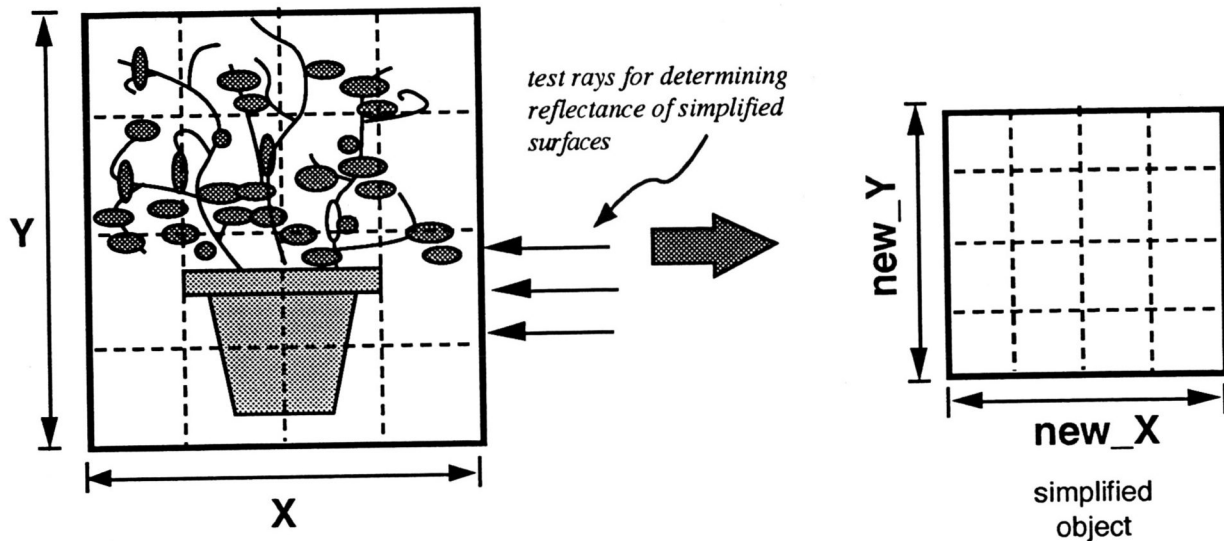 test rays for determining
reflectance of simplified
surfaces
Y
X
new_Y
new_X
simplified
object